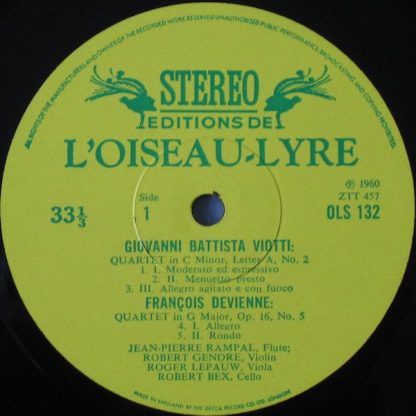 ALL RIGHTS OF THE MANUFACTURERS AND OWNERS OF THE RECORDED WORK RESERVED. UNAUTHORISED PUBLIC PERFORMANCE, BROADCASTING AND COPYING PROHIBITED.
STEREO
EDITIONS DE
L'OISEAU-LYRE
33⅓
Side
1
℗ 1960
ZTT 457
OLS 132
GIOVANNI BATTISTA VIOTTI:
QUARTET in C Minor, Letter A, No. 2
1. I. Moderato ed estressivo
2. II. Menuetto presto
3. III. Allegro agitato e con fuoco
FRANÇOIS DEVIENNE:
QUARTET in G Major, Op. 16, No. 5
4. I. Allegro
5. II. Rondo
JEAN-PIERRE RAMPAL, Flute;
ROBERT GENDRE, Violin
ROGER LEPAUW, Viola
ROBERT BEX, Cello
MADE IN ENGLAND BY THE DECCA RECORD CO. LTD. LONDON